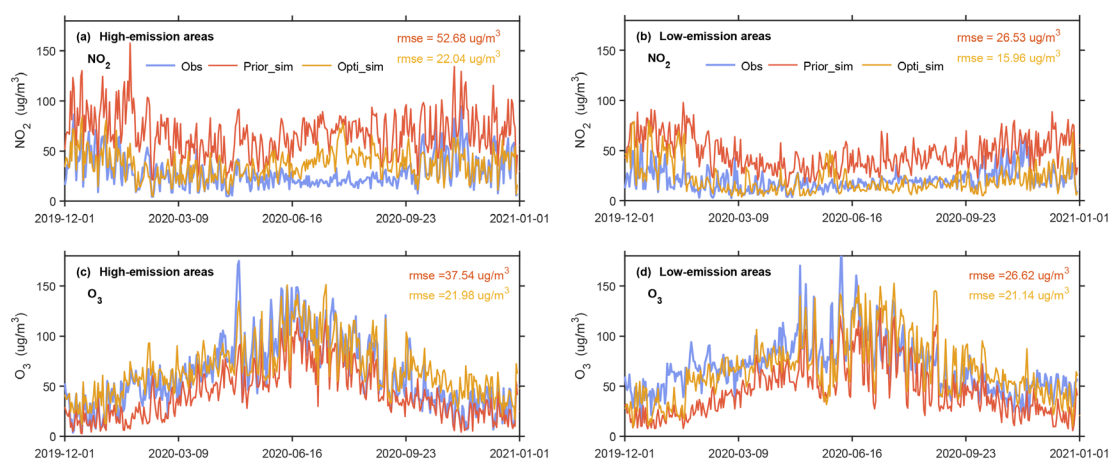 (a) High-emission areas
rmse = 52.68 ug/m3
rmse = 22.04 ug/m3
NO2
Obs Prior_sim Opti_sim
NO2 (ug/m3)
150
100
50
0
2019-12-01 2020-03-09 2020-06-16 2020-09-23 2021-01-01
(b) Low-emission areas
rmse = 26.53 ug/m3
rmse = 15.96 ug/m3
NO2
Obs Prior_sim Opti_sim
NO2 (ug/m3)
150
100
50
0
2019-12-01 2020-03-09 2020-06-16 2020-09-23 2021-01-01
(c) High-emission areas
rmse =37.54 ug/m3
O3
rmse =21.98 ug/m3
O3 (ug/m3)
150
100
50
0
2019-12-01 2020-03-09 2020-06-16 2020-09-23 2021-01-01
(d) Low-emission areas
rmse =26.62 ug/m3
O3
rmse =21.14 ug/m3
O3 (ug/m3)
150
100
50
0
2019-12-01 2020-03-09 2020-06-16 2020-09-23 2021-01-01